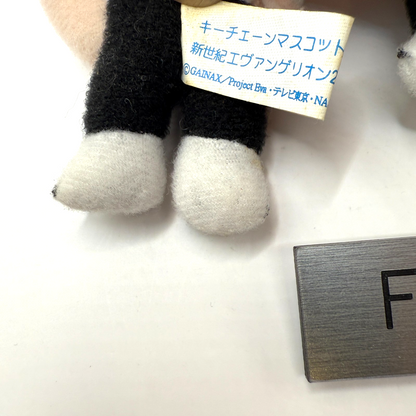 キーチェーンマスコット
新世紀エヴァンゲリオン2
©GAINAX/Project Eva・テレビ東京・NA
F